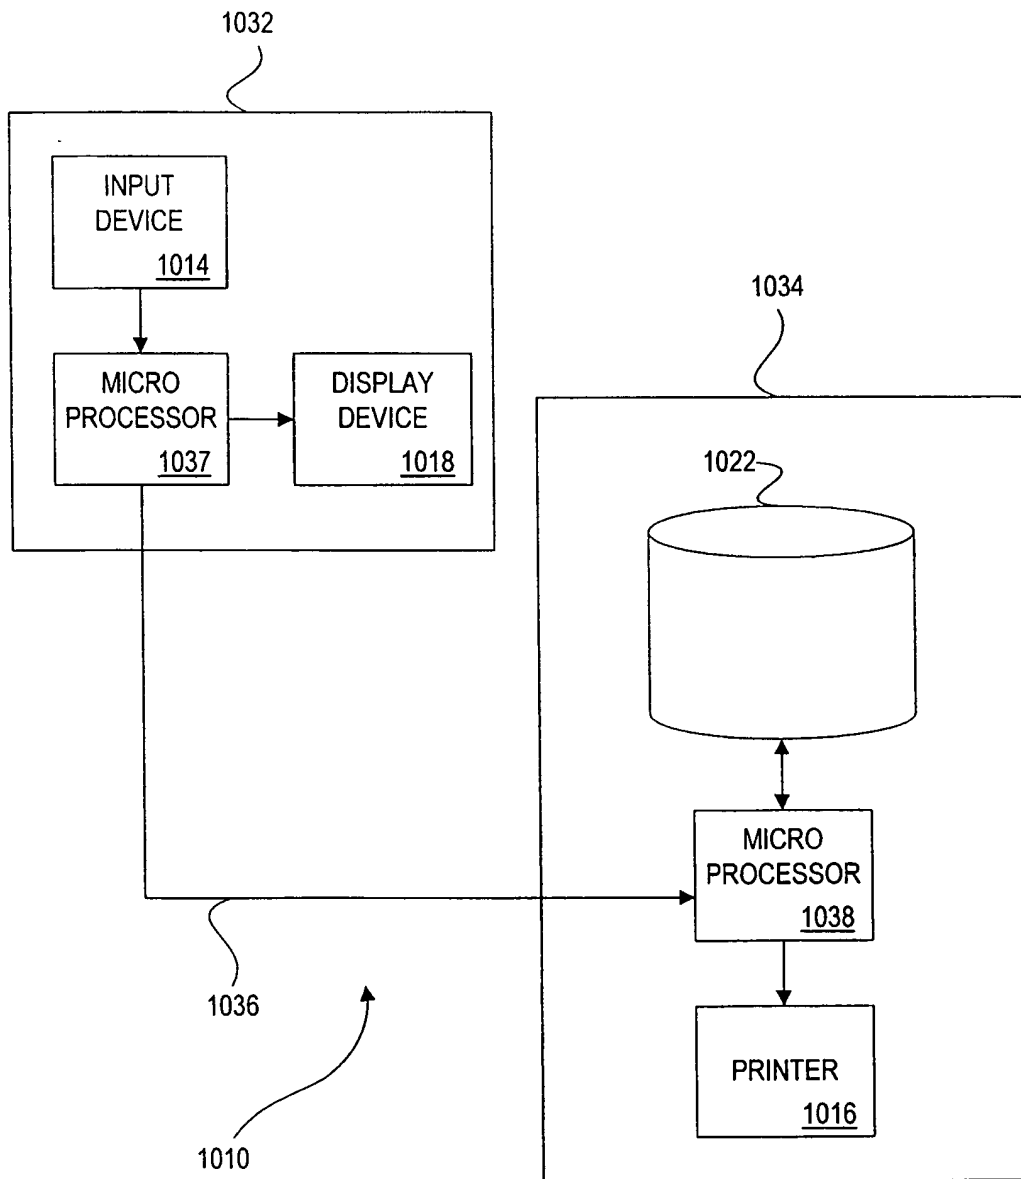 1032
INPUT
DEVICE
1014
MICRO
PROCESSOR
1037
DISPLAY
DEVICE
1018
1034
1022
MICRO
PROCESSOR
1038
1036
PRINTER
1016
1010